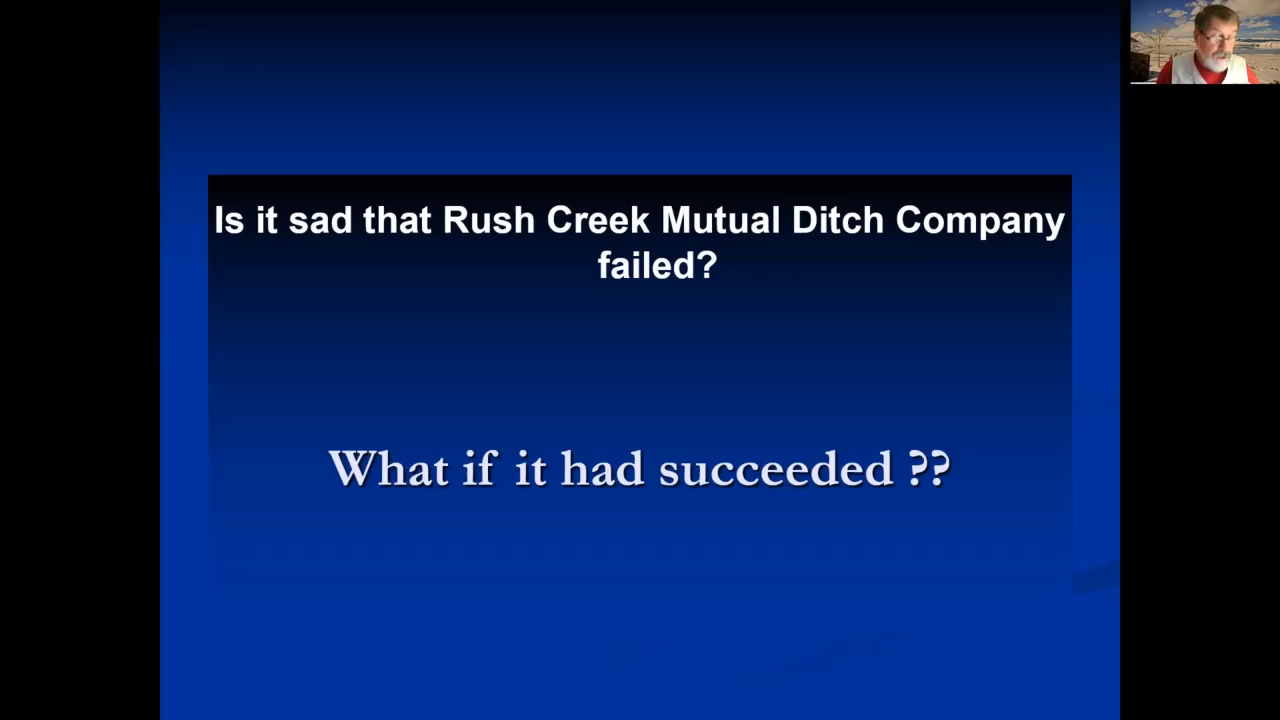 Is it sad that Rush Creek Mutual Ditch Company
failed?
What if it had succeeded ??